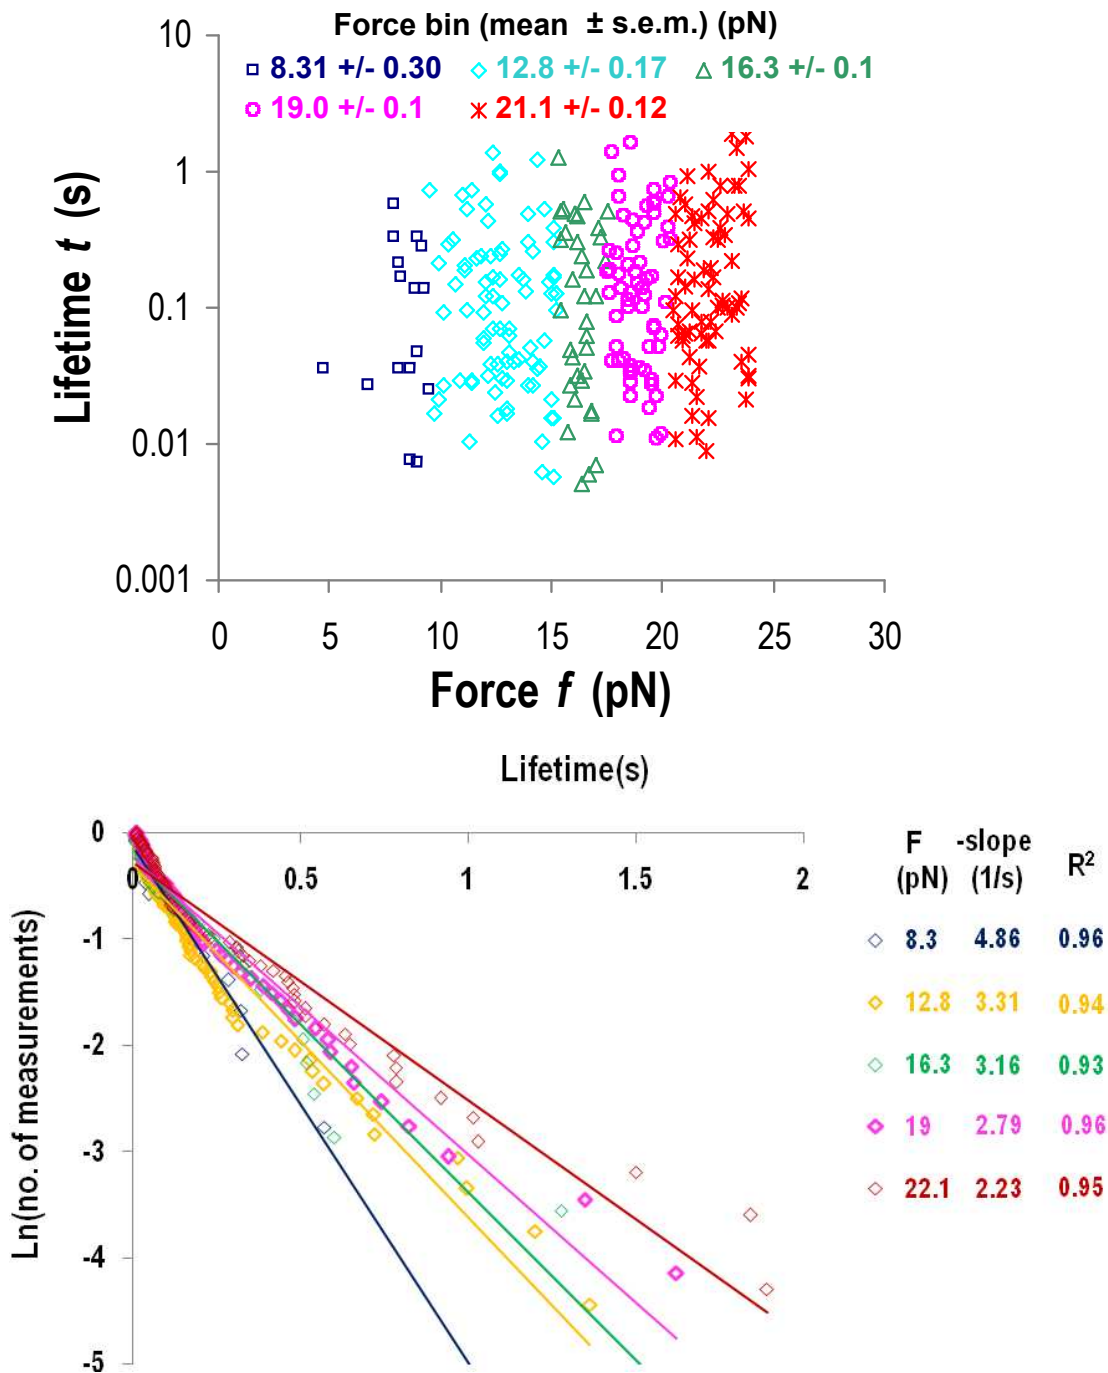 Force bin (mean ± s.e.m.) (pN)
8.31 +/- 0.30 12.8 +/- 0.17 16.3 +/- 0.1
19.0 +/- 0.1 21.1 +/- 0.12
10
1
0.1
0.01
0.001
Lifetime t (s)
0 5 10 15 20 25 30
Force f (pN)
Lifetime(s)
0 0.5 1 1.5 2
0
-1
-2
-3
-4
-5
Ln(no. of measurements)
F -slope R2
(pN) (1/s)
8.3 4.86 0.96
12.8 3.31 0.94
16.3 3.16 0.93
19 2.79 0.96
22.1 2.23 0.95